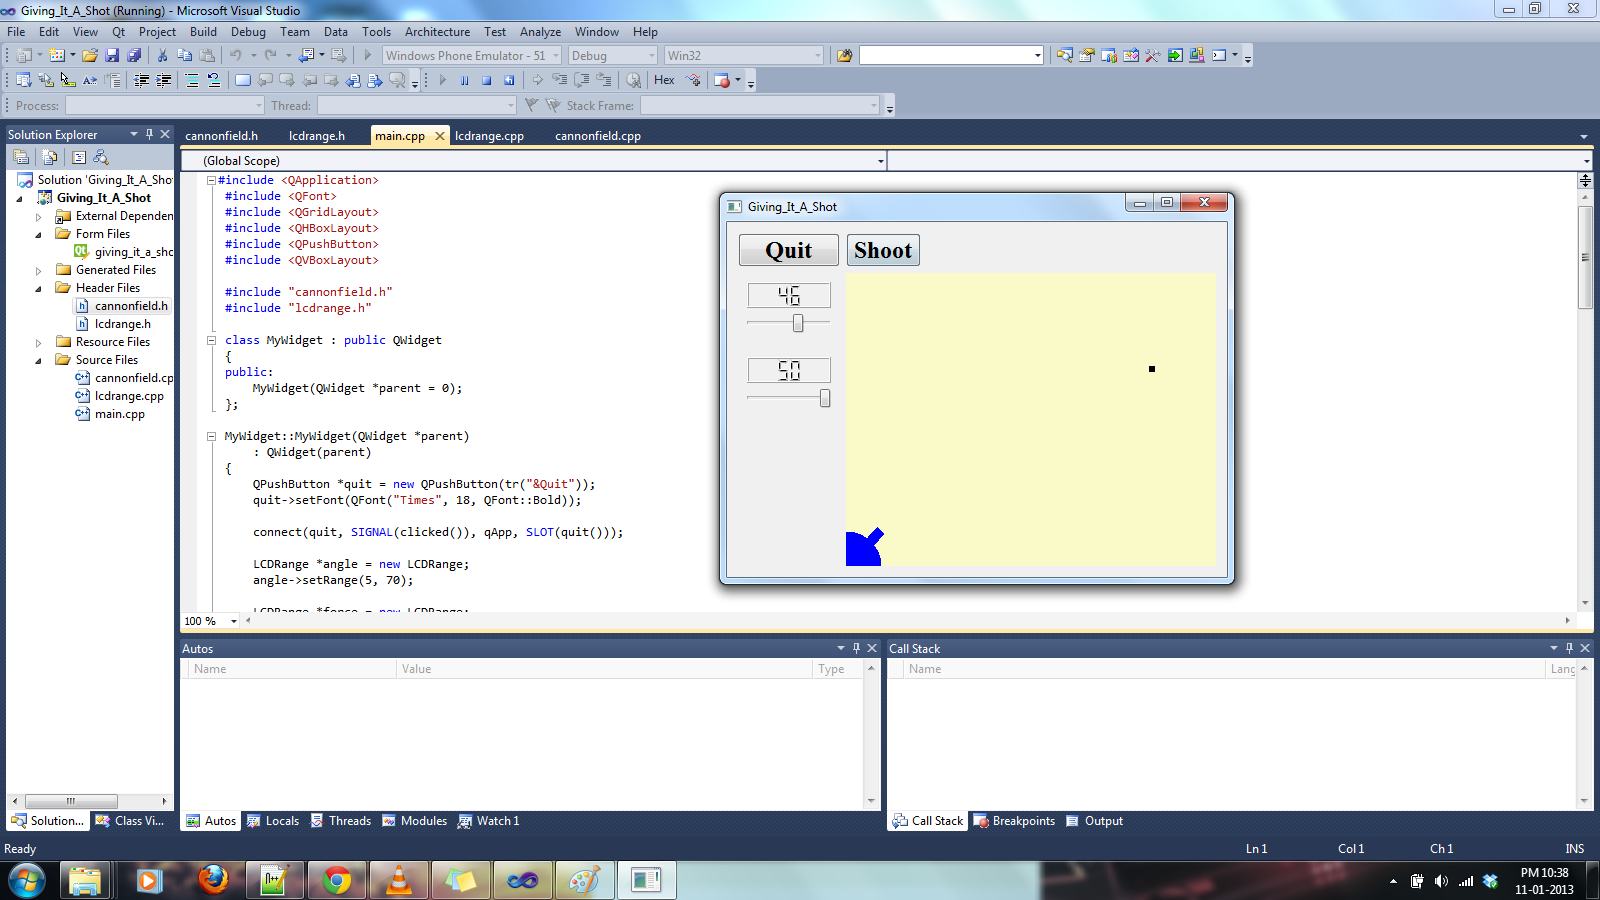 Giving_It_A_Shot (Running) - Microsoft Visual Studio
File Edit View Qt Project Build Debug Team Data Tools Architecture Test Analyze Window Help
Windows Phone Emulator - 51 Debug Win32
Hex
Process: Thread: Stack Frame:
Solution Explorer
cannonfield.h lcdrange.h main.cpp lcdrange.cpp cannonfield.cpp
(Global Scope)
Solution 'Giving_It_A_Shot
Giving_It_A_Shot
External Dependen
Form Files
giving_it_a_sho
Generated Files
Header Files
cannonfield.h
lcdrange.h
Resource Files
Source Files
cannonfield.cp
lcdrange.cpp
main.cpp
#include <QApplication>
#include <QFont>
#include <QGridLayout>
#include <QHBoxLayout>
#include <QPushButton>
#include <QVBoxLayout>
#include "cannonfield.h"
#include "lcdrange.h"
class MyWidget : public QWidget
{
public:
MyWidget(QWidget *parent = 0);
};
MyWidget::MyWidget(QWidget *parent)
: QWidget(parent)
{
QPushButton *quit = new QPushButton(tr("&Quit"));
quit->setFont(QFont("Times", 18, QFont::Bold));
connect(quit, SIGNAL(clicked()), qApp, SLOT(quit()));
LCDRange *angle = new LCDRange;
angle->setRange(5, 70);
LCDRange *force = new LCDRange;
100 %
Giving_It_A_Shot
Quit Shoot
46
50
Autos
Name Value Type
Call Stack
Name Lang
Solution... Class Vi...
Autos Locals Threads Modules Watch 1
Call Stack Breakpoints Output
Ready Ln 1 Col 1 Ch 1 INS
PM 10:38
11-01-2013